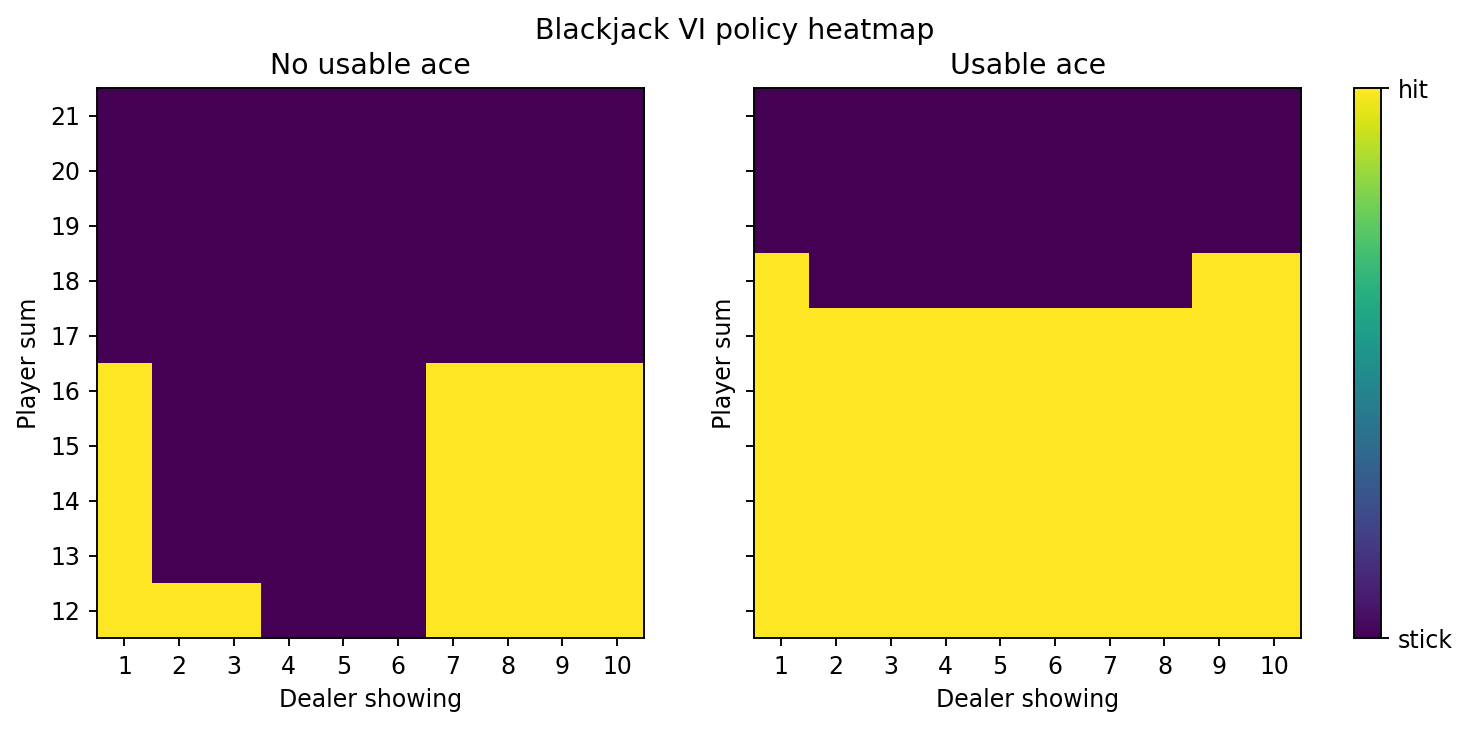 Blackjack VI policy heatmap
No usable ace
Usable ace
hit
21
20
19
18
17
16
15
14
13
12
Player sum
Player sum
1 2 3 4 5 6 7 8 9 10
1 2 3 4 5 6 7 8 9 10
stick
Dealer showing
Dealer showing